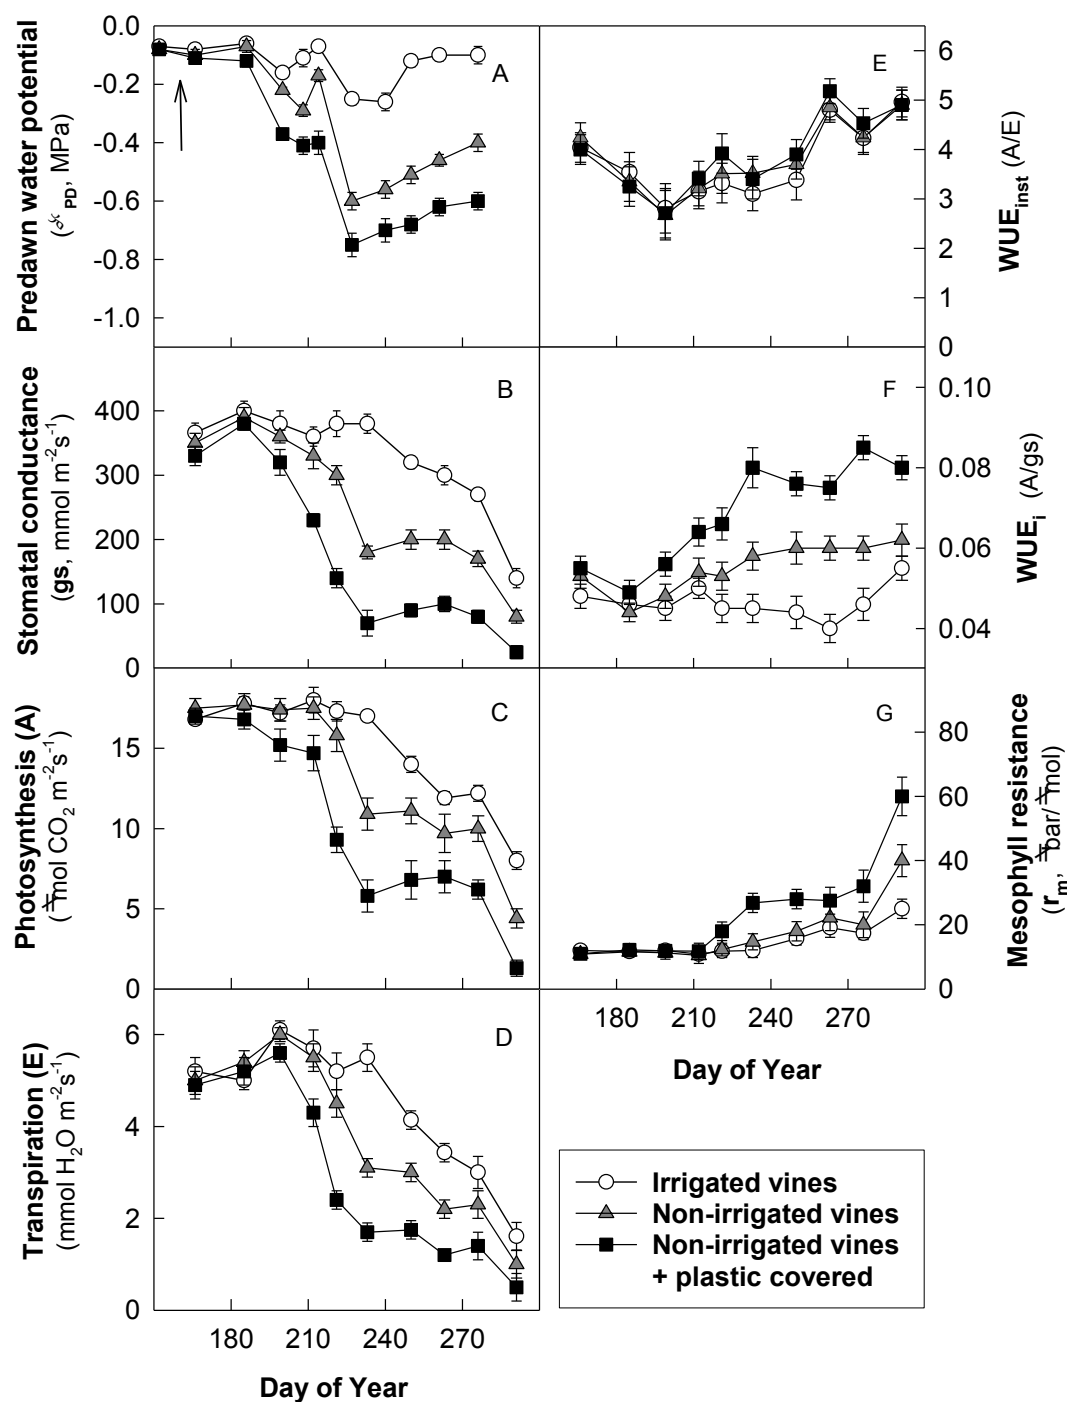 Predawn water potential
(ૐ PD, MPa)
0.0
-0.2
-0.4
-0.6
-0.8
-1.0
A
E
6
5
4
3
2
1
0
WUEinst (A/E)
Stomatal conductance
(gs, mmol m-2s-1)
400
300
200
100
0
B
F
0.10
0.08
0.06
0.04
WUEi (A/gs)
Photosynthesis (A)
(mol CO2 m-2s-1)
15
10
5
0
C
G
80
60
40
20
0
Mesophyll resistance
(rm, bar/ mol)
180 210 240 270
Day of Year
Transpiration (E)
(mmol H2O m-2s-1)
6
4
2
0
D
180 210 240 270
Day of Year
Irrigated vines
Non-irrigated vines
Non-irrigated vines
+ plastic covered